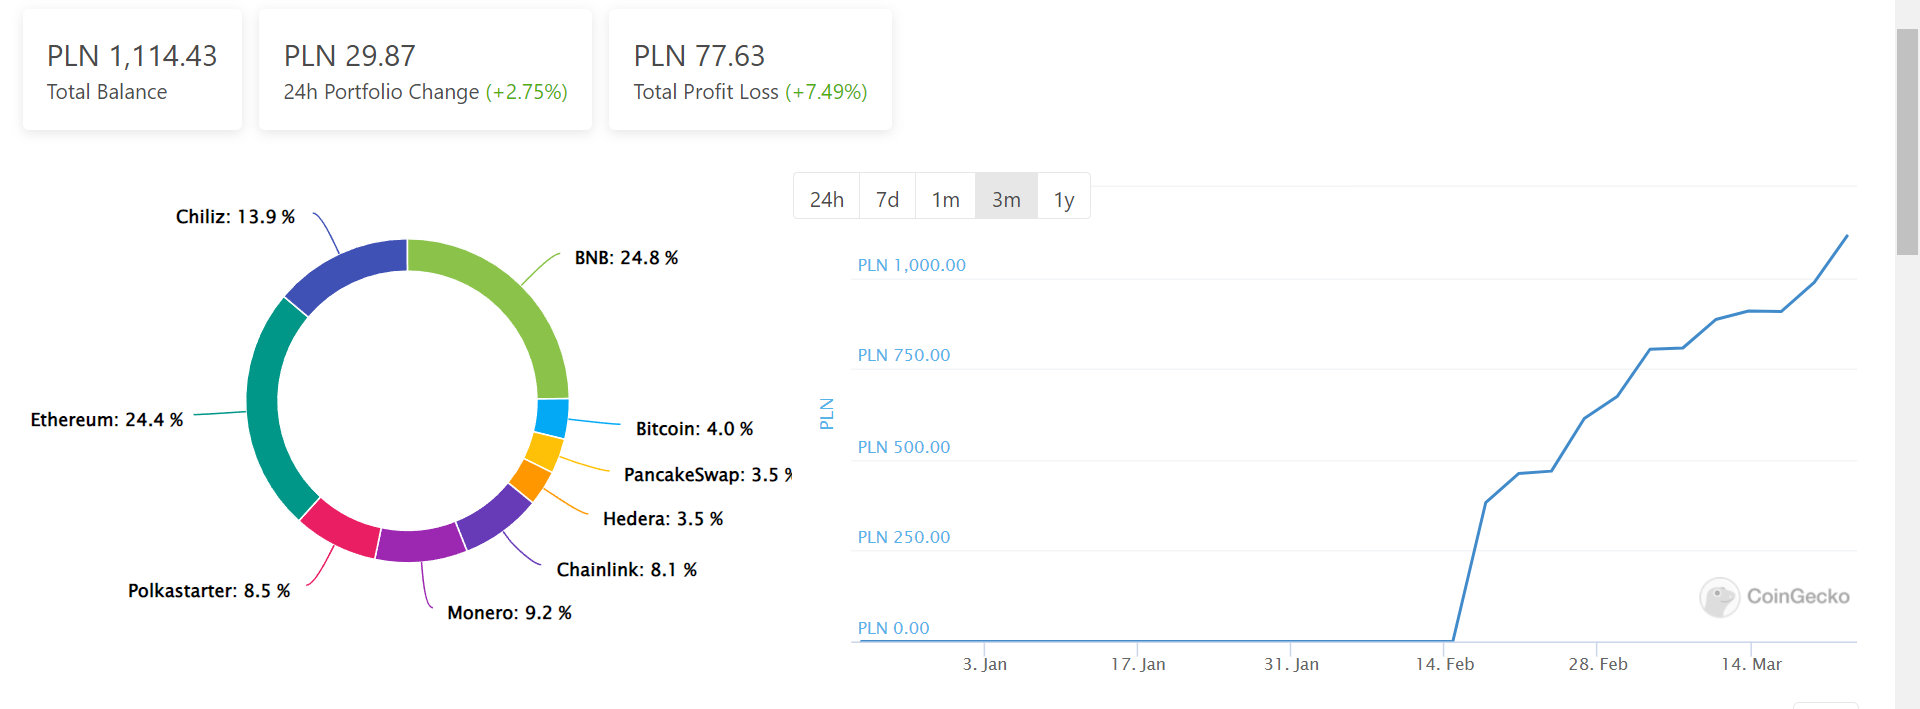 PLN 1,114.43
Total Balance
PLN 29.87
24h Portfolio Change (+2.75%)
PLN 77.63
Total Profit Loss (+7.49%)
Chiliz: 13.9 %
BNB: 24.8 %
Ethereum: 24.4 %
Bitcoin: 4.0 %
PancakeSwap: 3.5 %
Hedera: 3.5 %
Chainlink: 8.1 %
Polkastarter: 8.5 %
Monero: 9.2 %
24h 7d 1m 3m 1y
PLN 1,000.00
PLN 750.00
PLN 500.00
PLN 250.00
PLN 0.00
PLN
3. Jan 17. Jan 31. Jan 14. Feb 28. Feb 14. Mar
CoinGecko